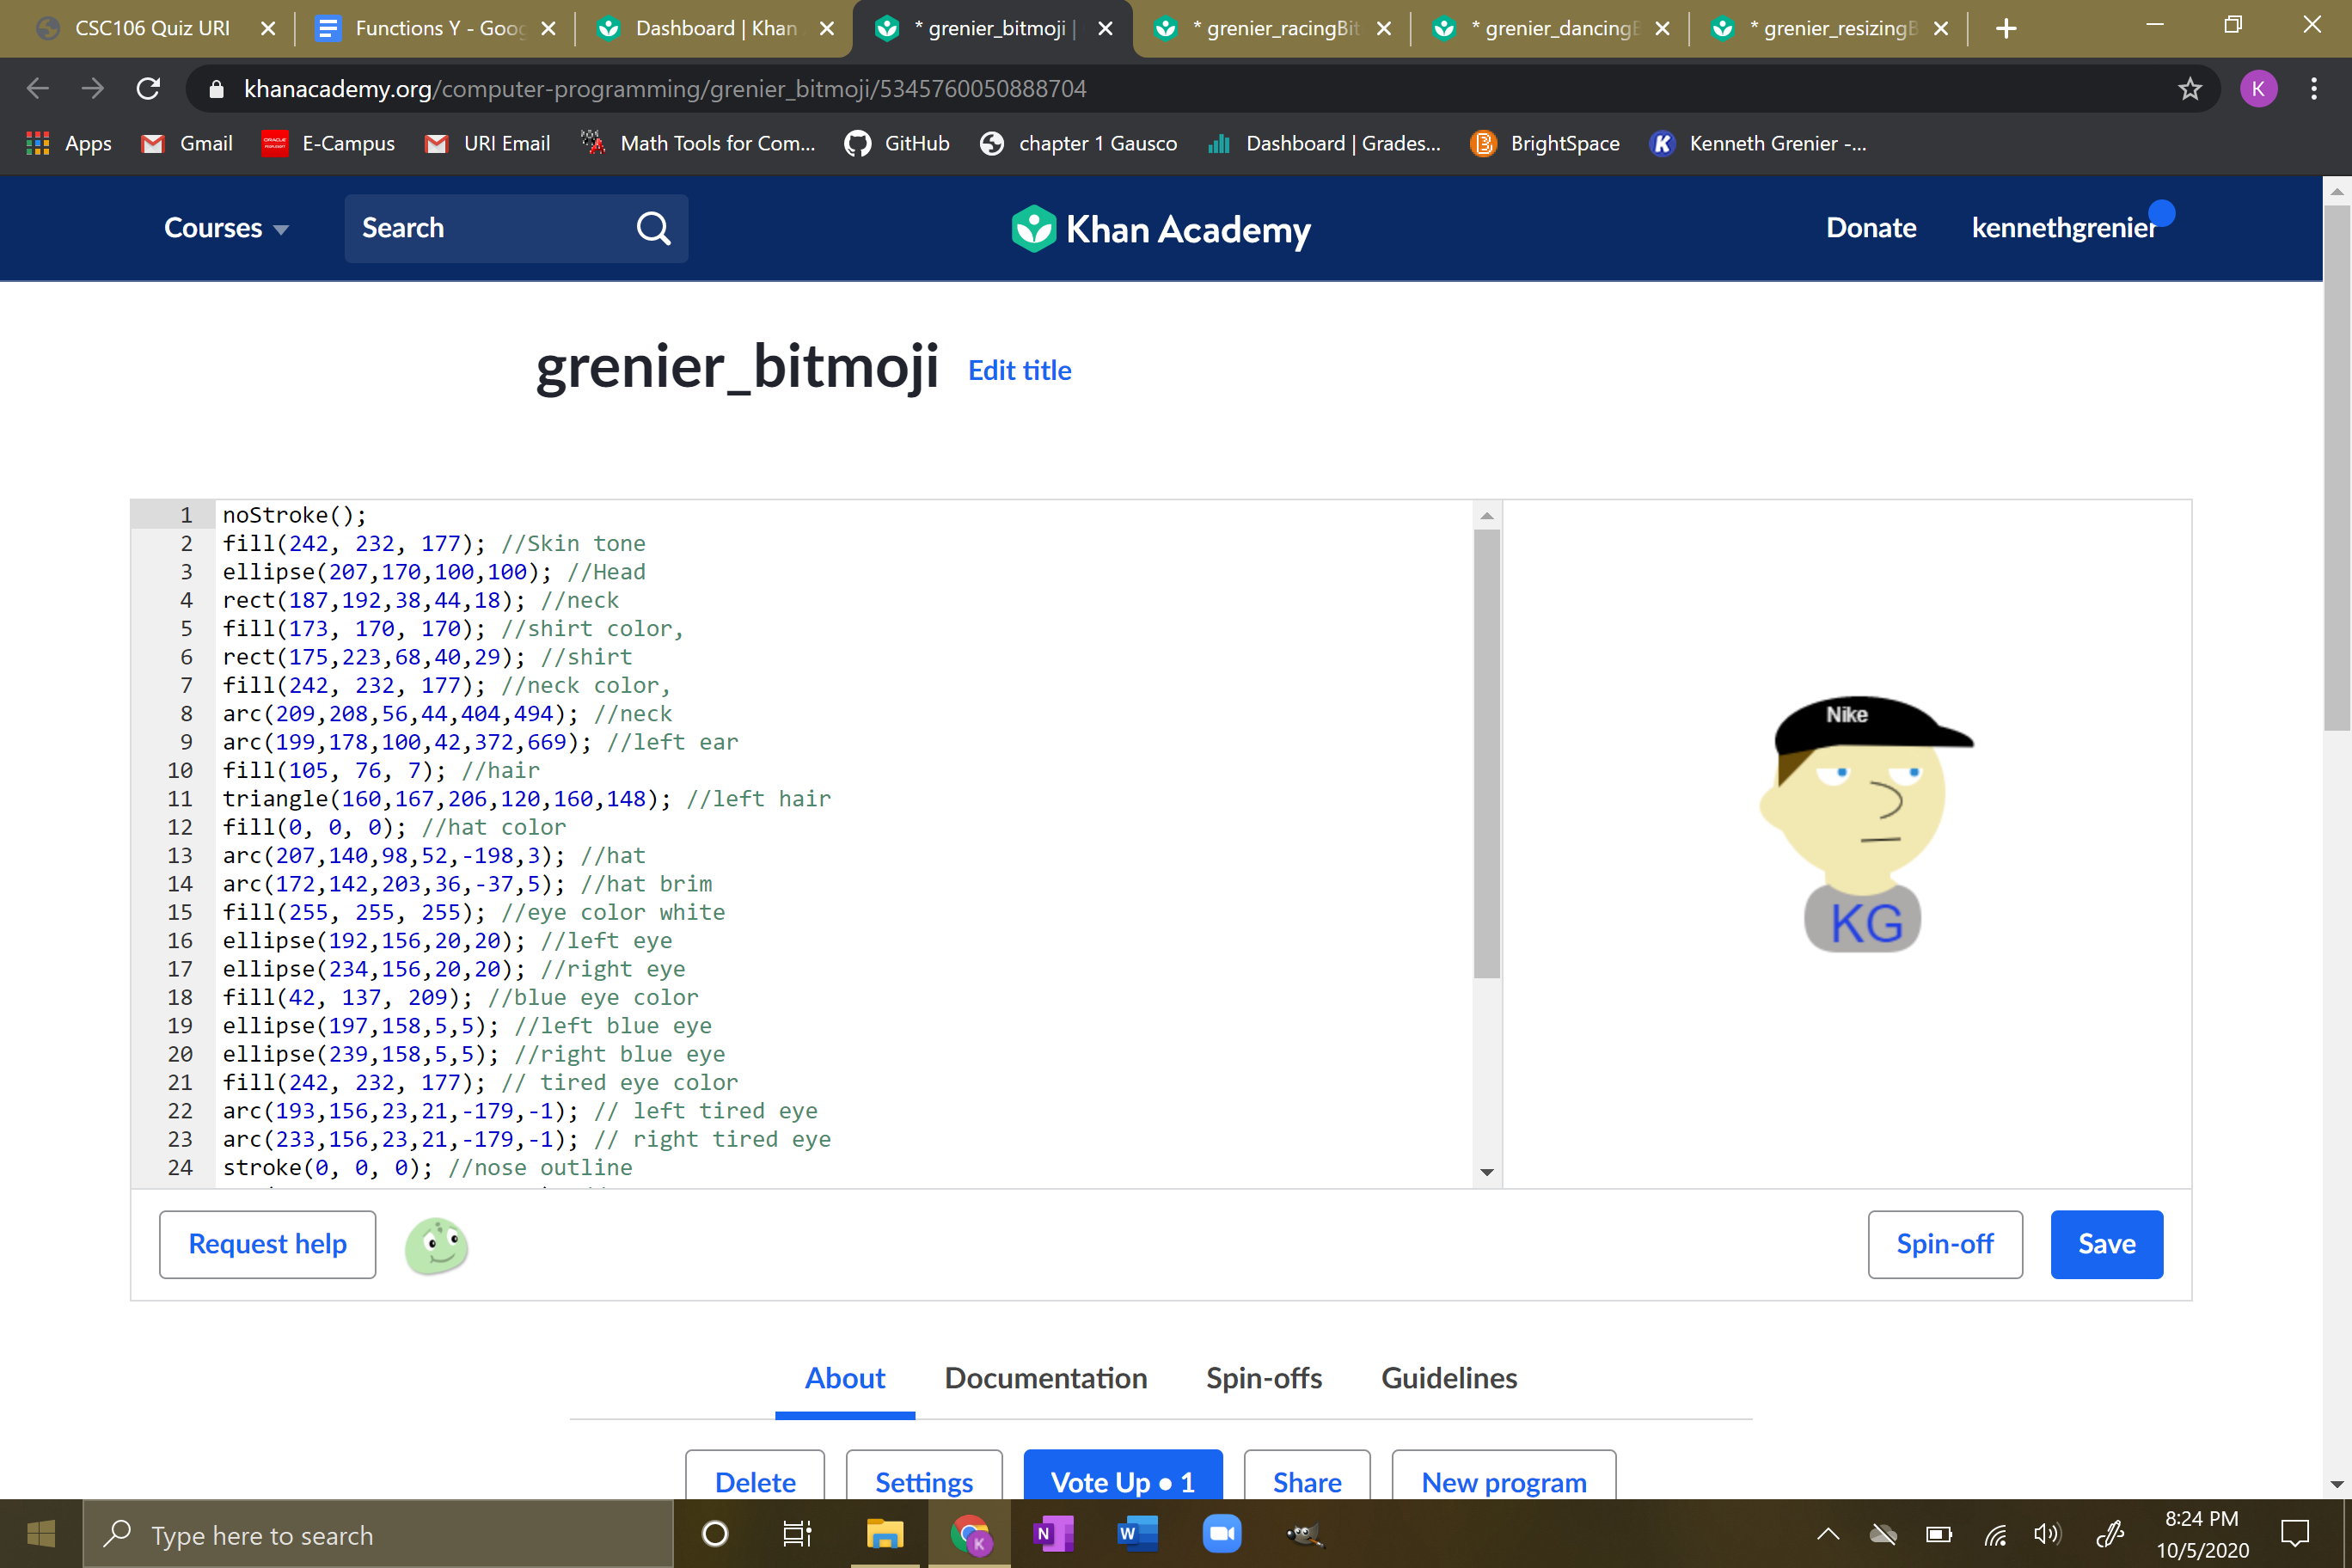 CSC106 Quiz URI
Functions Y - Goog
Dashboard | Khan
* grenier_bitmoji |
* grenier_racingBit
* grenier_dancingB
* grenier_resizingB
khanacademy.org/computer-programming/grenier_bitmoji/5345760050888704
K
Apps
Gmail
E-Campus
URI Email
Math Tools for Com...
GitHub
chapter 1 Gausco
Dashboard | Grades...
BrightSpace
Kenneth Grenier -...
Courses
Search
Khan Academy
Donate
kennethgrenier
grenier_bitmoji
Edit title
1 noStroke();
2 fill(242, 232, 177); //Skin tone
3 ellipse(207,170,100,100); //Head
4 rect(187,192,38,44,18); //neck
5 fill(173, 170, 170); //shirt color,
6 rect(175,223,68,40,29); //shirt
7 fill(242, 232, 177); //neck color,
8 arc(209,208,56,44,404,494); //neck
9 arc(199,178,100,42,372,669); //left ear
10 fill(105, 76, 7); //hair
11 triangle(160,167,206,120,160,148); //left hair
12 fill(0, 0, 0); //hat color
13 arc(207,140,98,52,-198,3); //hat
14 arc(172,142,203,36,-37,5); //hat brim
15 fill(255, 255, 255); //eye color white
16 ellipse(192,156,20,20); //left eye
17 ellipse(234,156,20,20); //right eye
18 fill(42, 137, 209); //blue eye color
19 ellipse(197,158,5,5); //left blue eye
20 ellipse(239,158,5,5); //right blue eye
21 fill(242, 232, 177); // tired eye color
22 arc(193,156,23,21,-179,-1); // left tired eye
23 arc(233,156,23,21,-179,-1); // right tired eye
24 stroke(0, 0, 0); //nose outline
Nike
KG
Request help
Spin-off
Save
About
Documentation
Spin-offs
Guidelines
Delete
Settings
Vote Up • 1
Share
New program
Type here to search
8:24 PM
10/5/2020